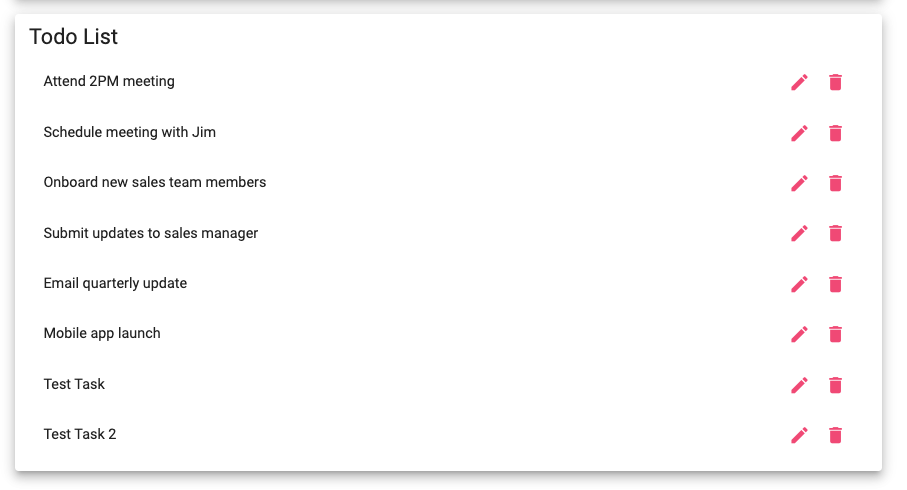 Todo List
Attend 2PM meeting
Schedule meeting with Jim
Onboard new sales team members
Submit updates to sales manager
Email quarterly update
Mobile app launch
Test Task
Test Task 2